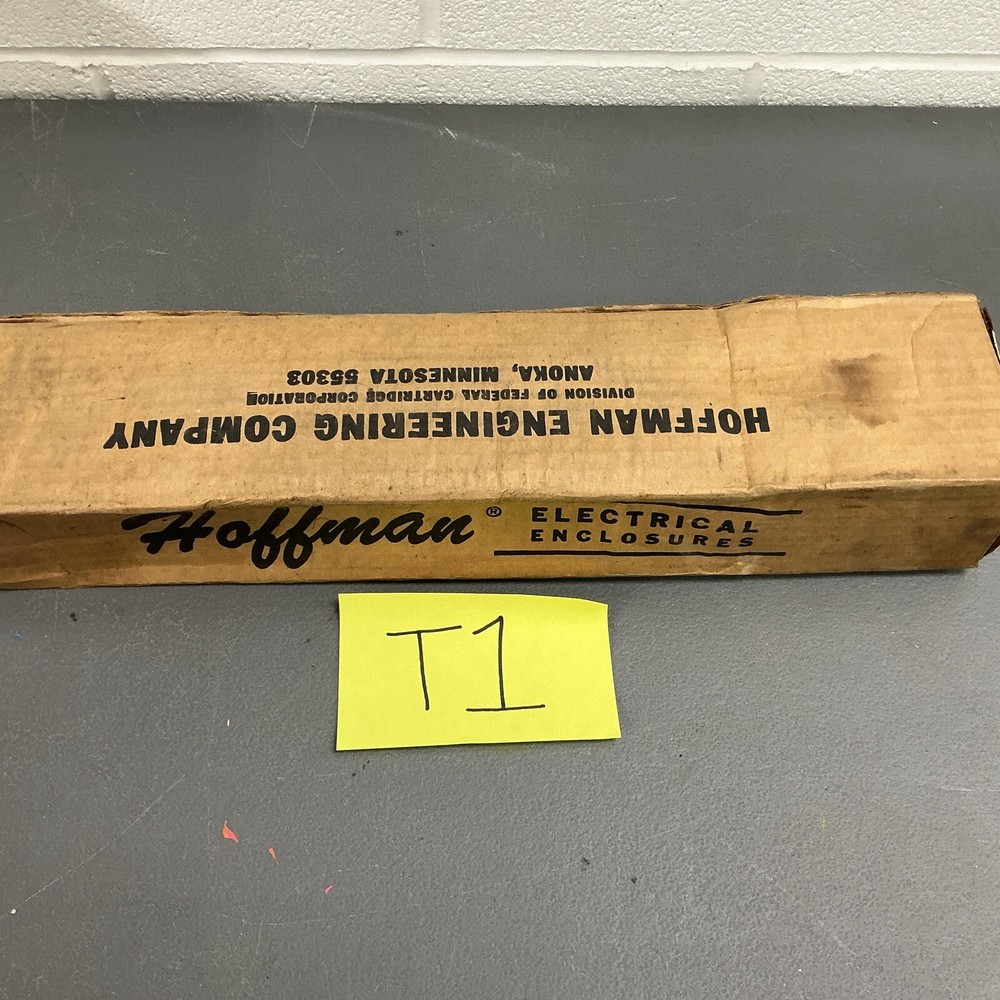 HOFFMAN ENGINEERING COMPANY
DIVISION OF FEDERAL CARTRIDGE CORPORATION
ANOKA, MINNESOTA 55303
Hoffman® ELECTRICAL
ENCLOSURES
T1